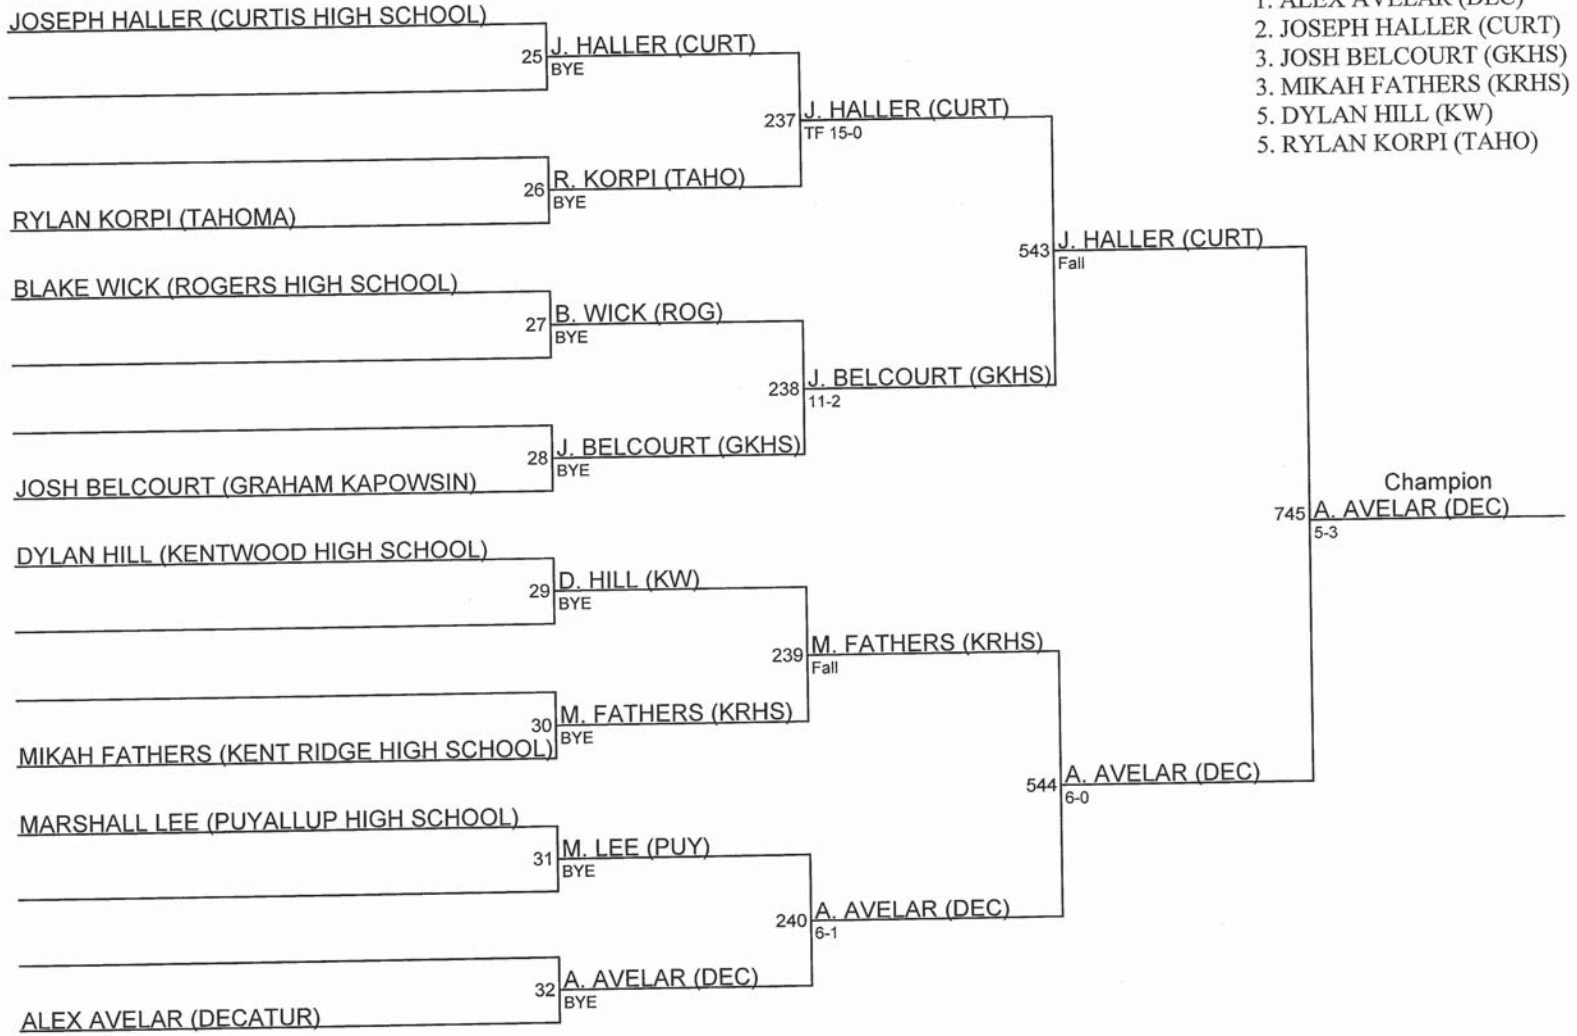 1. ALEX AVELAR (DEC)
2. JOSEPH HALLER (CURT)
3. JOSH BELCOURT (GKHS)
3. MIKAH FATHERS (KRHS)
5. DYLAN HILL (KW)
5. RYLAN KORPI (TAHO)
JOSEPH HALLER (CURTIS HIGH SCHOOL)
25 J. HALLER (CURT)
BYE
237 J. HALLER (CURT)
TF 15-0
26 R. KORPI (TAHO)
BYE
RYLAN KORPI (TAHOMA)
543 J. HALLER (CURT)
Fall
BLAKE WICK (ROGERS HIGH SCHOOL)
27 B. WICK (ROG)
BYE
238 J. BELCOURT (GKHS)
11-2
28 J. BELCOURT (GKHS)
BYE
JOSH BELCOURT (GRAHAM KAPOWSIN)
Champion
745 A. AVELAR (DEC)
5-3
DYLAN HILL (KENTWOOD HIGH SCHOOL)
29 D. HILL (KW)
BYE
239 M. FATHERS (KRHS)
Fall
30 M. FATHERS (KRHS)
BYE
MIKAH FATHERS (KENT RIDGE HIGH SCHOOL)
544 A. AVELAR (DEC)
6-0
MARSHALL LEE (PUYALLUP HIGH SCHOOL)
31 M. LEE (PUY)
BYE
240 A. AVELAR (DEC)
6-1
32 A. AVELAR (DEC)
BYE
ALEX AVELAR (DECATUR)